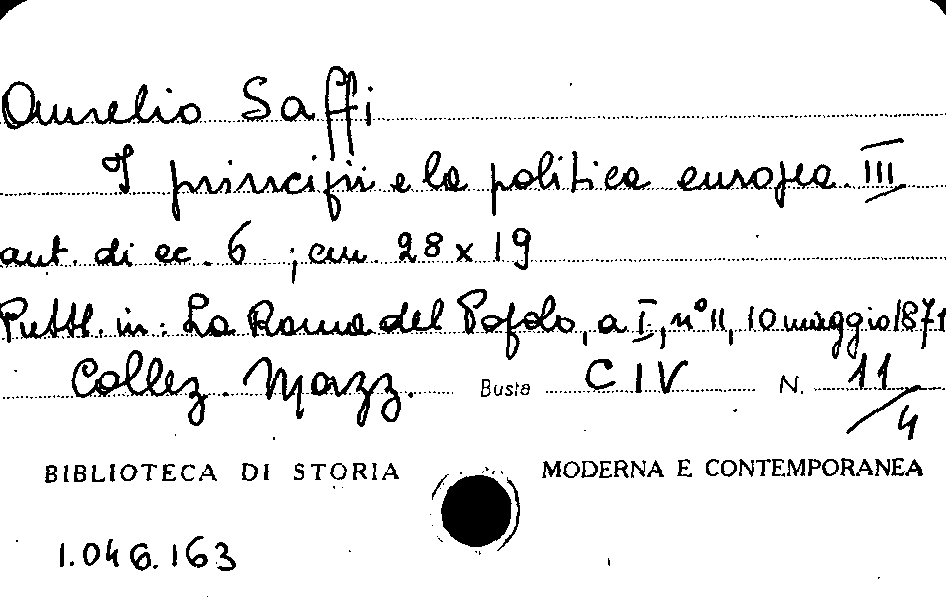 Aurelio Saffi
I principii e la politica europea. III
aut. di cc. 6 ; cm. 28 x 19
Pubbl. in: La Roma del Popolo, a I, n° 11, 10 maggio 1871
Collez. Mazz. Busta CIV N. 11/4
BIBLIOTECA DI STORIA MODERNA E CONTEMPORANEA
1.046.163